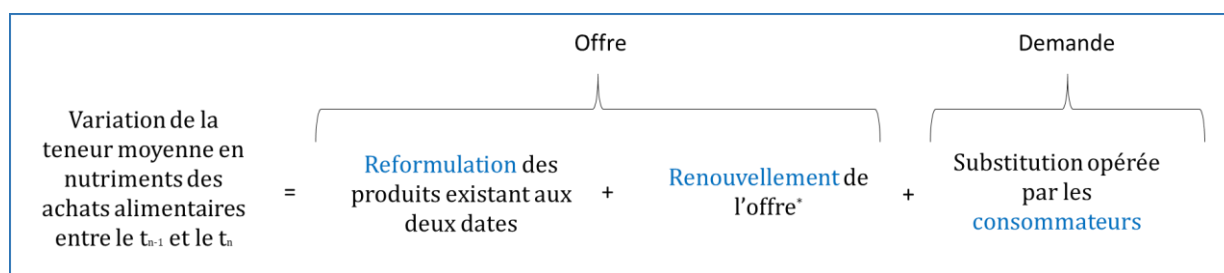 Offre
Demande
Variation de la
teneur moyenne en
nutriments des
achats alimentaires
entre le tₙ₋₁ et le tₙ
=
Reformulation des
produits existant aux
deux dates
+
Renouvellement de
l’offre*
+
Substitution opérée
par les
consommateurs